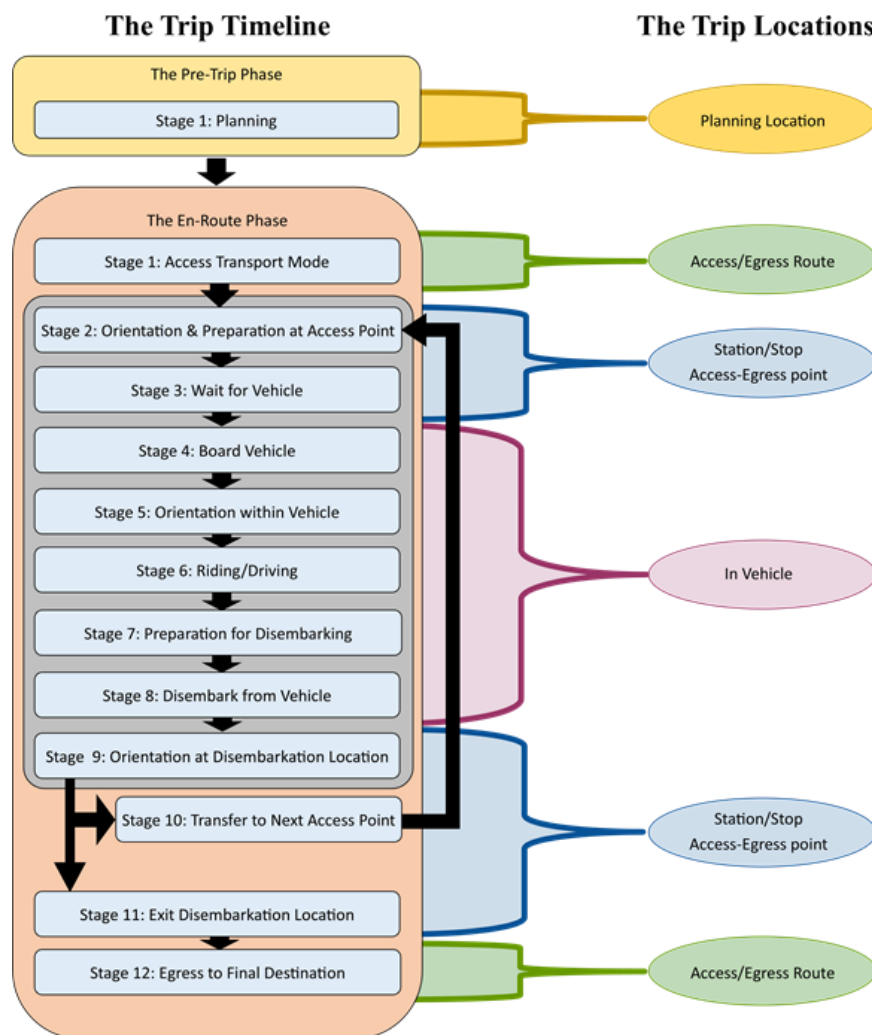 The Trip Timeline
The Trip Locations
The Pre-Trip Phase
Stage 1: Planning
Planning Location
The En-Route Phase
Stage 1: Access Transport Mode
Access/Egress Route
Stage 2: Orientation & Preparation at Access Point
Station/Stop
Access-Egress point
Stage 3: Wait for Vehicle
Stage 4: Board Vehicle
Stage 5: Orientation within Vehicle
Stage 6: Riding/Driving
In Vehicle
Stage 7: Preparation for Disembarking
Stage 8: Disembark from Vehicle
Stage 9: Orientation at Disembarkation Location
Stage 10: Transfer to Next Access Point
Station/Stop
Access-Egress point
Stage 11: Exit Disembarkation Location
Stage 12: Egress to Final Destination
Access/Egress Route